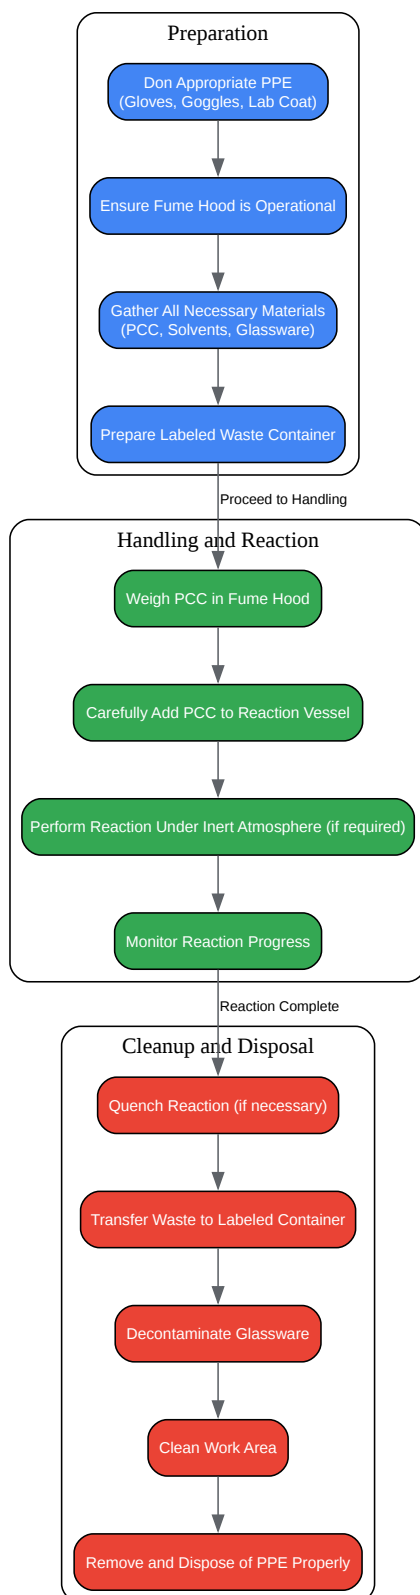 Preparation
Don Appropriate PPE
(Gloves, Goggles, Lab Coat)
Ensure Fume Hood is Operational
Gather All Necessary Materials
(PCC, Solvents, Glassware)
Prepare Labeled Waste Container
Proceed to Handling
Handling and Reaction
Weigh PCC in Fume Hood
Carefully Add PCC to Reaction Vessel
Perform Reaction Under Inert Atmosphere (if required)
Monitor Reaction Progress
Reaction Complete
Cleanup and Disposal
Quench Reaction (if necessary)
Transfer Waste to Labeled Container
Decontaminate Glassware
Clean Work Area
Remove and Dispose of PPE Properly